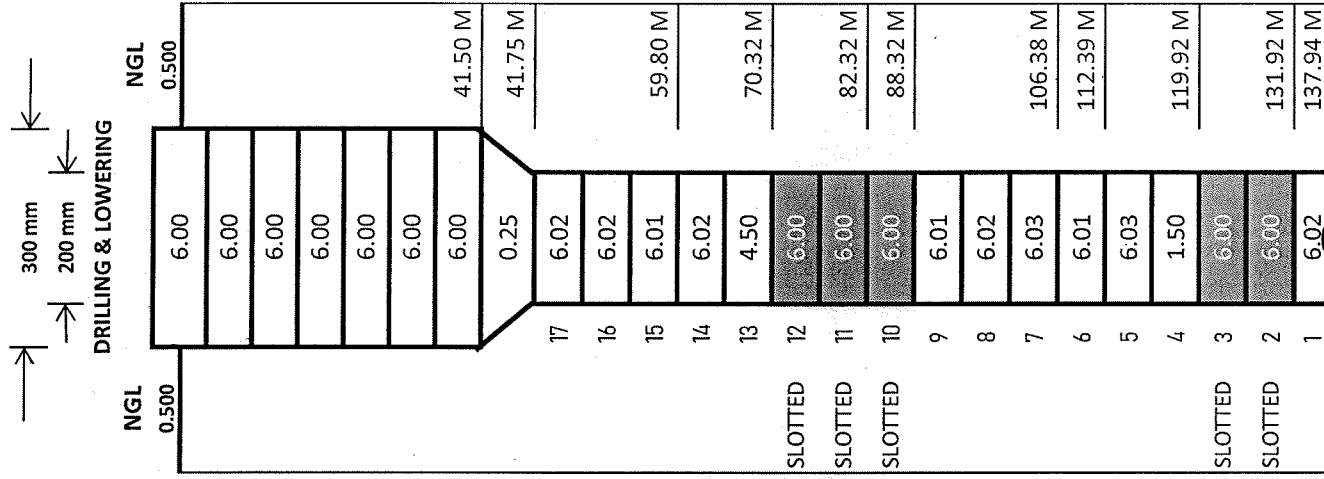 300 mm
200 mm
DRILLING & LOWERING
NGL NGL
0.500 0.500
6.00
6.00
6.00
6.00
6.00
6.00
6.00 41.50 M
0.25 41.75 M
17 6.02
16 6.02
15 6.01 59.80 M
14 6.02
13 4.50 70.32 M
SLOTTED 12 6.00
SLOTTED 11 6.00 82.32 M
SLOTTED 10 6.00 88.32 M
9 6.01
8 6.02
7 6.03 106.38 M
6 6.01 112.39 M
5 6.03
4 1.50 119.92 M
SLOTTED 3 6.00
SLOTTED 2 6.00 131.92 M
1 6.02 137.94 M